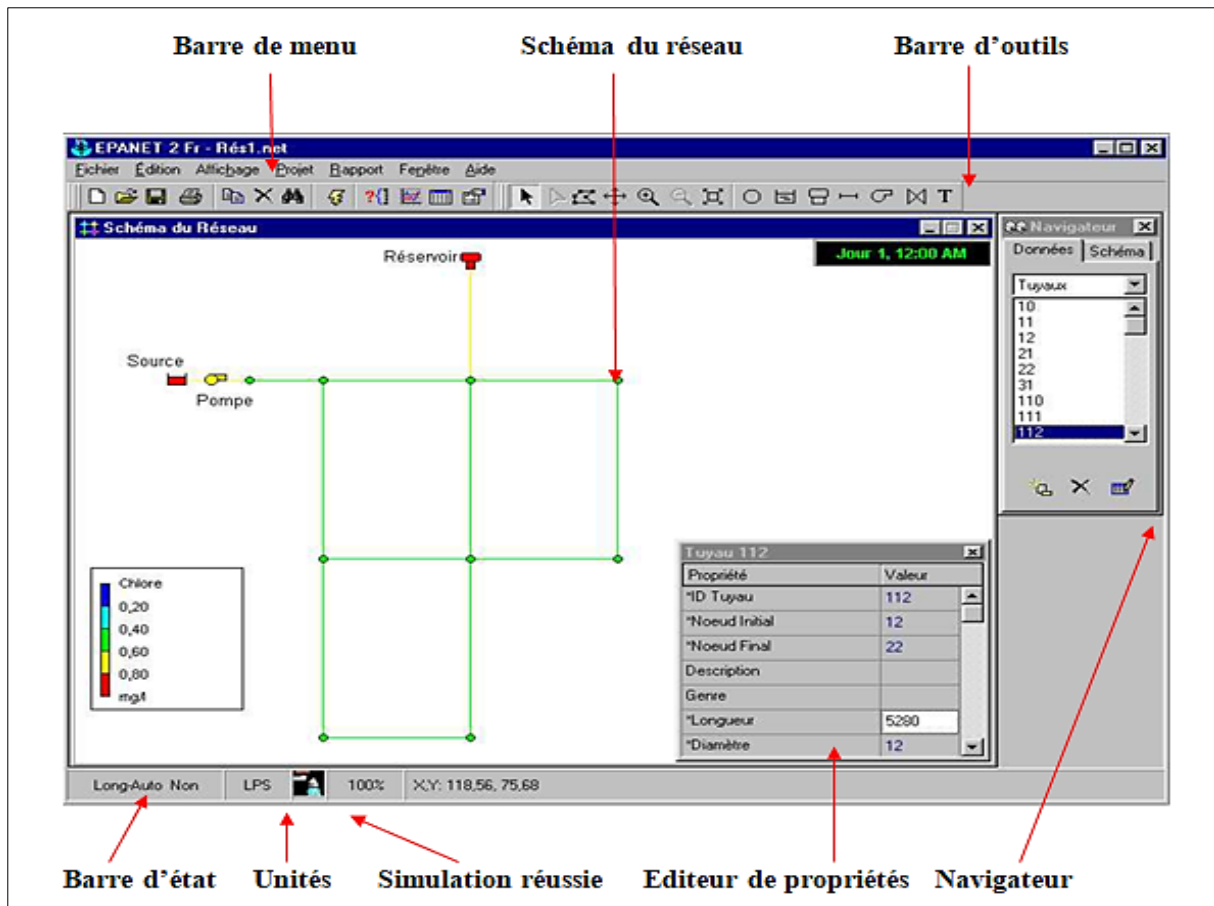 Barre de menu Schéma du réseau Barre d’outils
EPANET 2 Fr - Rés1.net
Fichier Édition Affichage Projet Rapport Fenêtre Aide
Schéma du Réseau
Jour 1, 12:00 AM
Réservoir
Source
Pompe
Chlore
0,20
0,40
0,60
0,80
mg/l
Navigateur
Données Schéma
Tuyaux
10
11
12
21
22
31
110
111
112
Tuyau 112
Propriété Valeur
*ID Tuyau 112
*Noeud Initial 12
*Noeud Final 22
Description
Genre
*Longueur 5280
*Diamètre 12
Long-Auto Non LPS 100% X,Y: 118,56, 75,68
Barre d’état Unités Simulation réussie Editeur de propriétés Navigateur